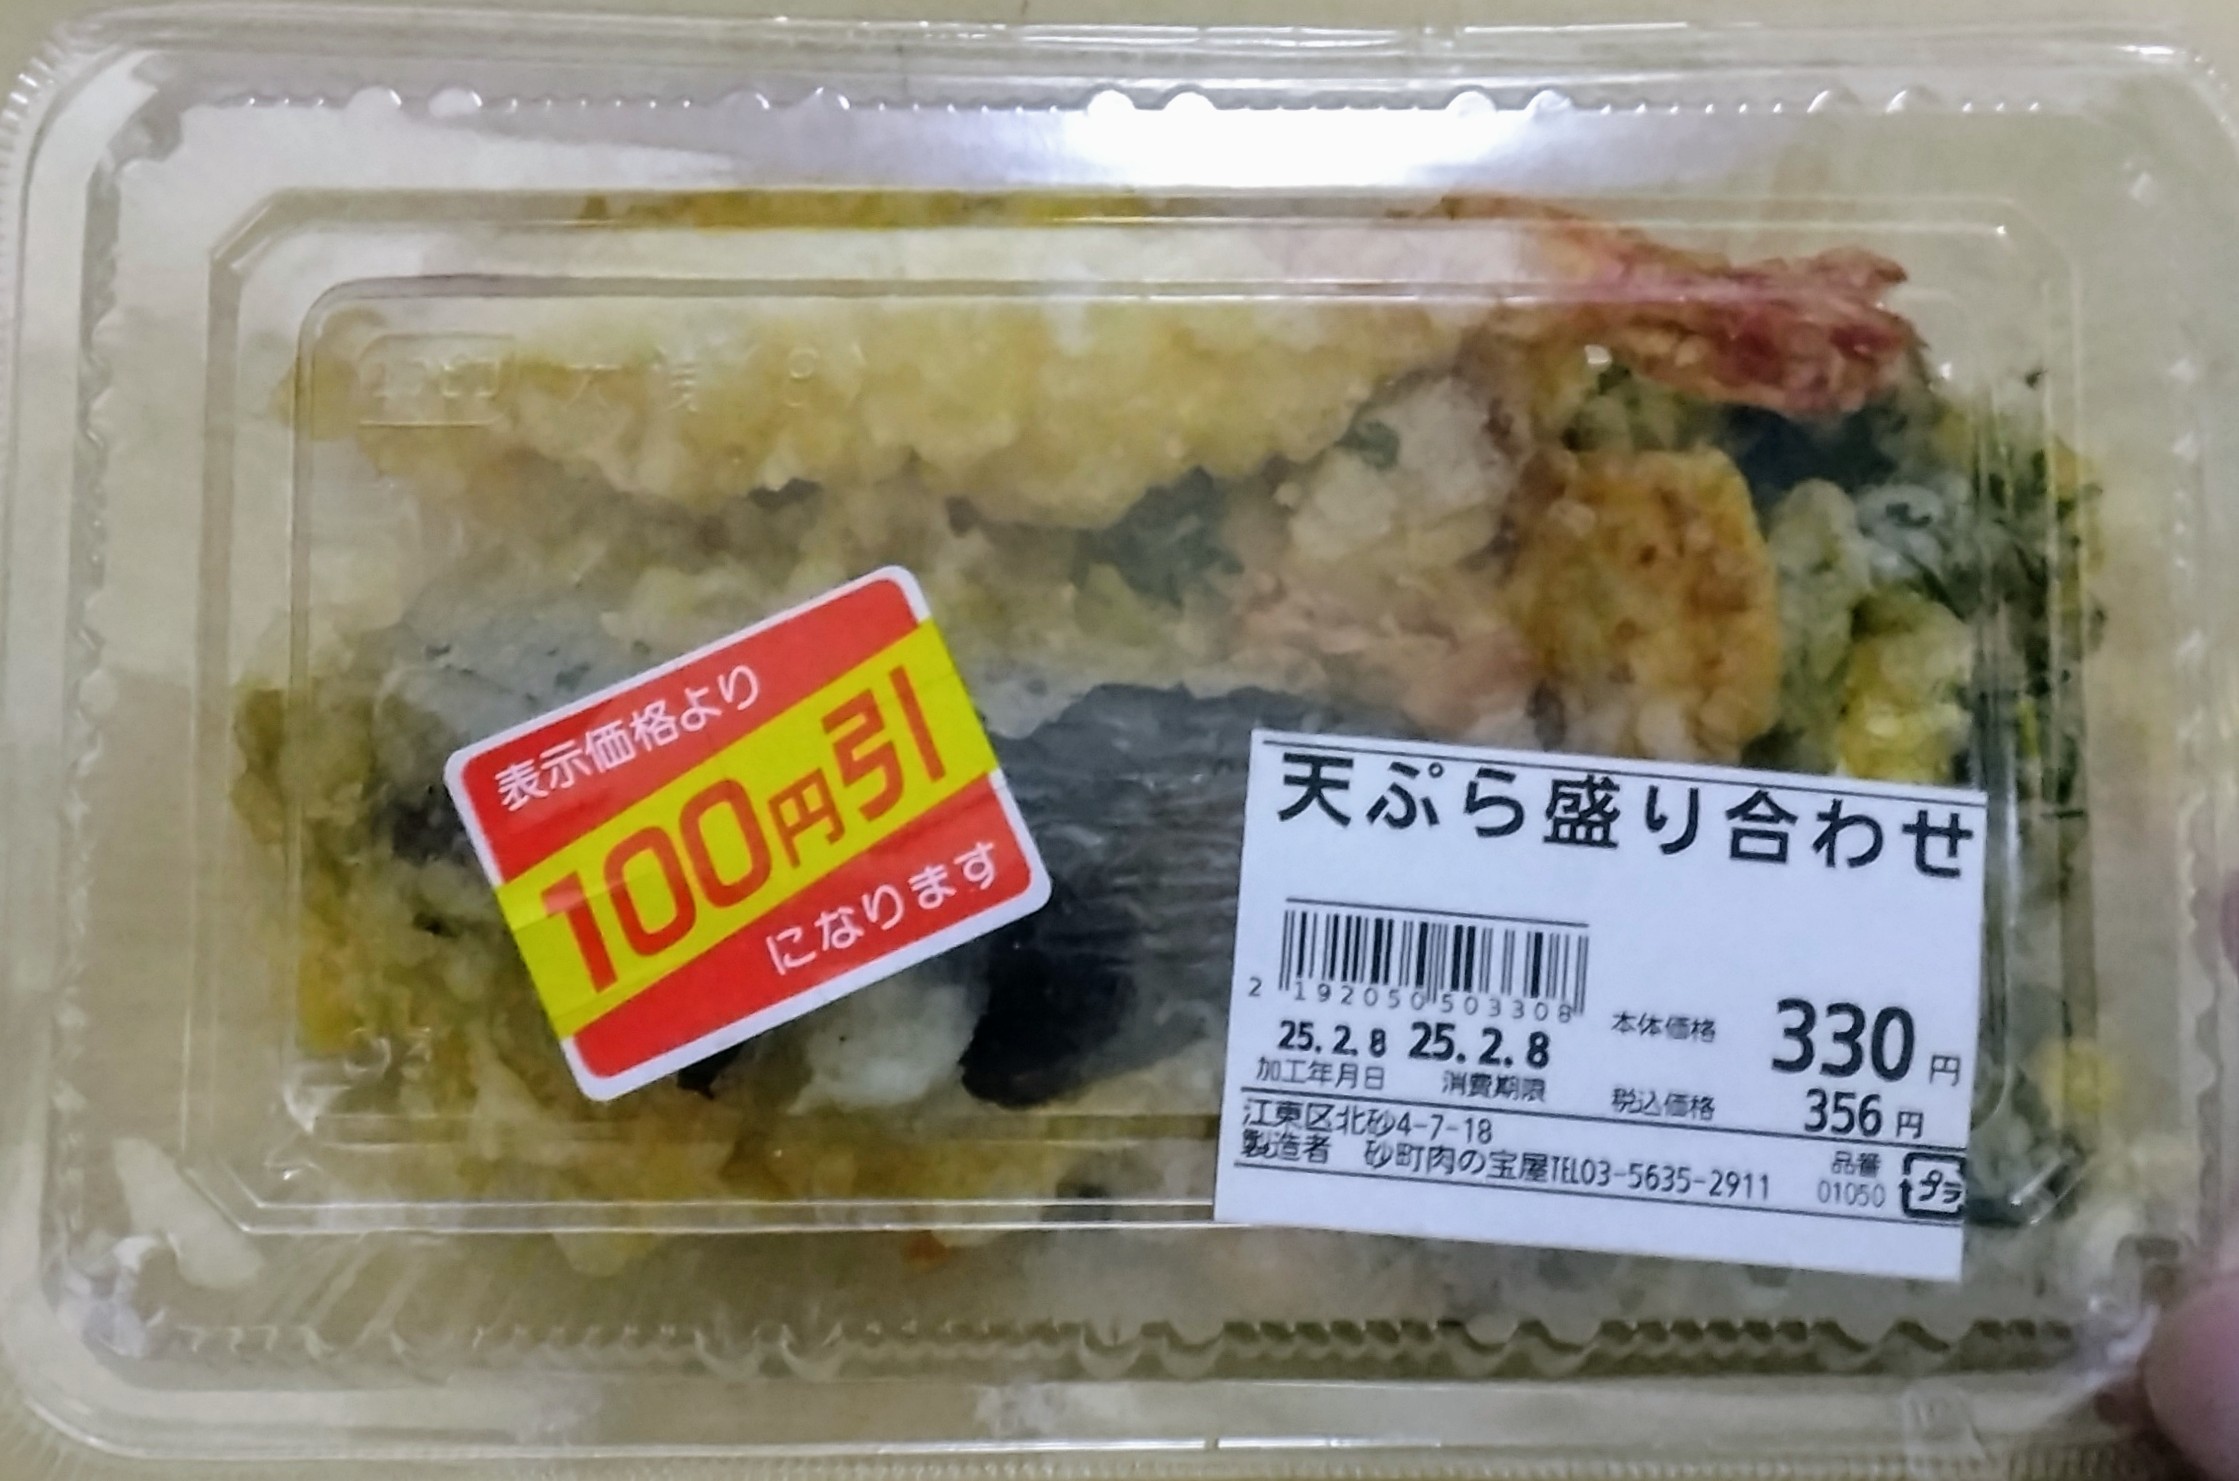 表示価格より
100円引
になります
天ぷら盛り合わせ
2 192050 503308
25.2.8 25.2.8
加工年月日 消費期限
本体価格 330円
税込価格 356円
江東区北砂4-7-18
製造者 砂町肉の宝屋TEL03-5635-2911
品番
01050
プラ